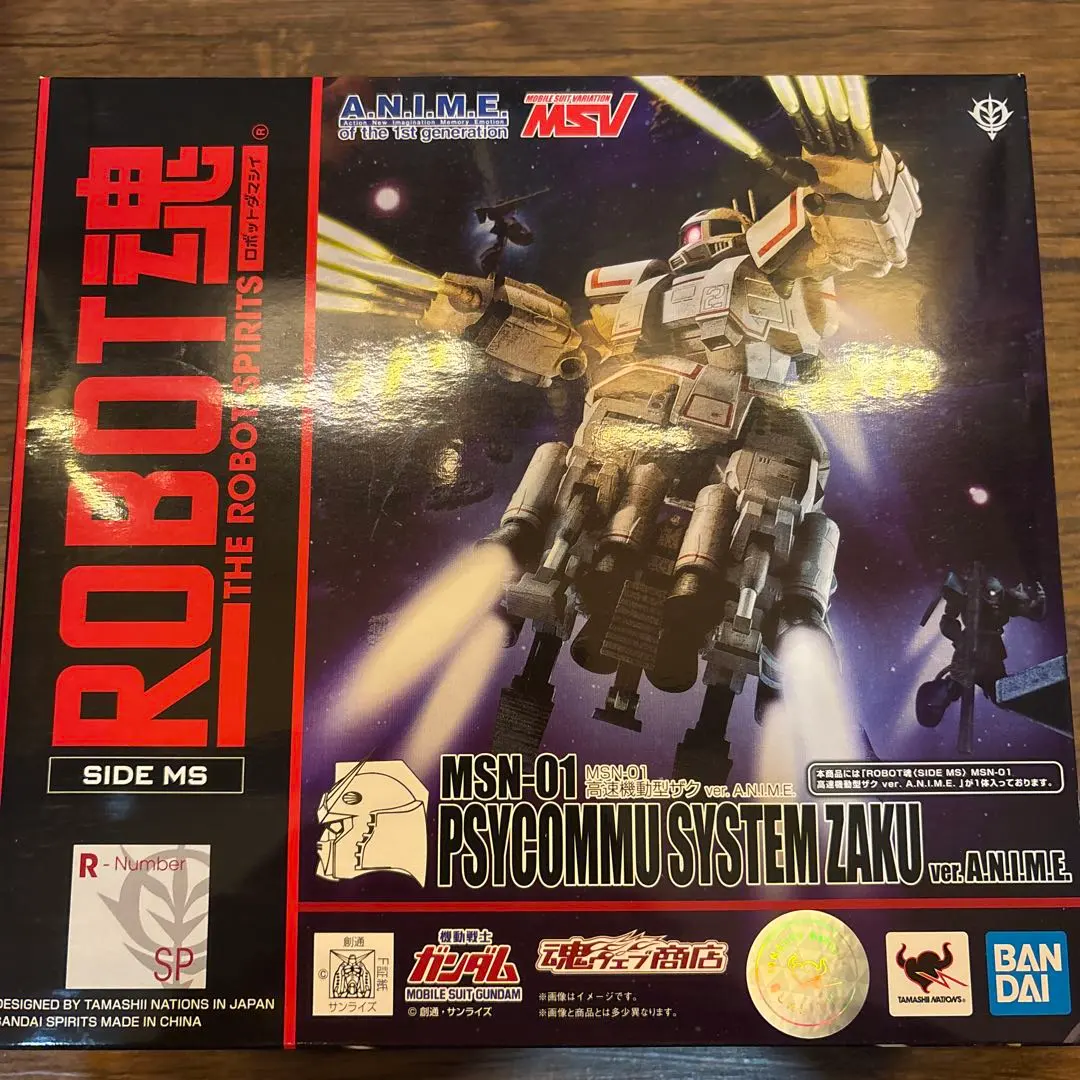 A.N.I.M.E.
Action New Imagination Memory Emotion
of the 1st generation
MOBILE SUIT VARIATION
MSV
ROBOT魂
ロボットダマシイ
®
THE ROBOT SPIRITS
SIDE MS
R - Number
SP
DESIGNED BY TAMASHII NATIONS IN JAPAN
BANDAI SPIRITS MADE IN CHINA
2
MSN-01
MSN-01
高速機動型ザク ver. A.N.I.M.E.
本商品には「ROBOT魂〈SIDE MS〉 MSN-01
高速機動型ザク ver. A.N.I.M.E. 」が1体入っております。
PSYCOMMU SYSTEM ZAKU ver. A.N.I.M.E.
©
創通
サンライズ
機動戦士
ガンダム
MOBILE SUIT GUNDAM
© 創通・サンライズ
魂ウェブ商店
※画像はイメージです。
※画像と商品とは多少異なります。
TAMASHII NATIONS®
BAN
DAI